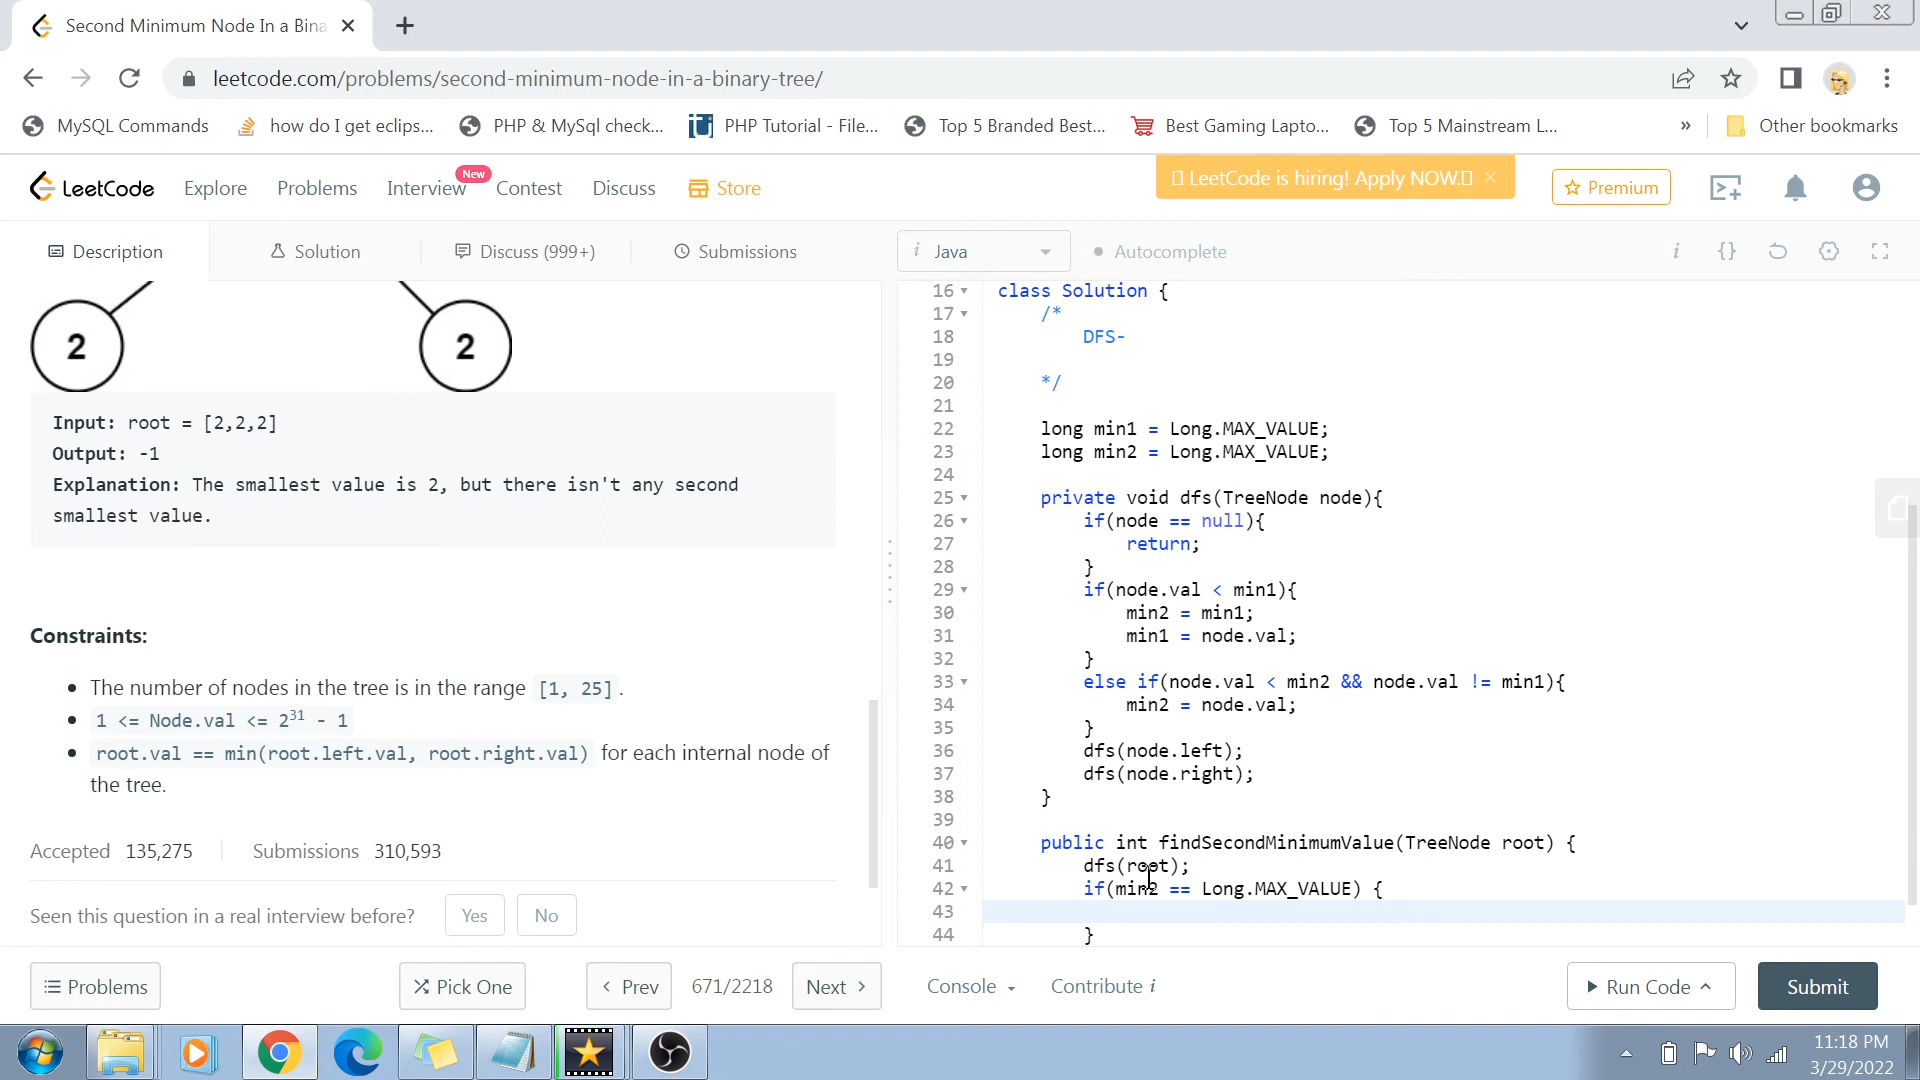 Second Minimum Node In a Bina
leetcode.com/problems/second-minimum-node-in-a-binary-tree/
MySQL Commands
how do I get eclips...
PHP & MySql check...
PHP Tutorial - File...
Top 5 Branded Best...
Best Gaming Lapto...
Top 5 Mainstream L...
»
Other bookmarks
LeetCode
Explore
Problems
Interview
New
Contest
Discuss
Store
LeetCode is hiring! Apply NOW.
Premium
Description
Solution
Discuss (999+)
Submissions
i Java
Autocomplete
i {}
2
2
Input: root = [2,2,2]
Output: -1
Explanation: The smallest value is 2, but there isn't any second
smallest value.
Constraints:
The number of nodes in the tree is in the range [1, 25].
1 <= Node.val <= 2³¹ - 1
root.val == min(root.left.val, root.right.val) for each internal node of
the tree.
Accepted 135,275
Submissions 310,593
Seen this question in a real interview before?
Yes
No
16 class Solution {
17 /*
18 DFS-
19
20 */
21
22 long min1 = Long.MAX_VALUE;
23 long min2 = Long.MAX_VALUE;
24
25 private void dfs(TreeNode node){
26 if(node == null){
27 return;
28 }
29 if(node.val < min1){
30 min2 = min1;
31 min1 = node.val;
32 }
33 else if(node.val < min2 && node.val != min1){
34 min2 = node.val;
35 }
36 dfs(node.left);
37 dfs(node.right);
38 }
39
40 public int findSecondMinimumValue(TreeNode root) {
41 dfs(root);
42 if(min2 == Long.MAX_VALUE) {
43
44 }
Problems
Pick One
Prev
671/2218
Next
Console
Contribute i
Run Code
Submit
11:18 PM
3/29/2022